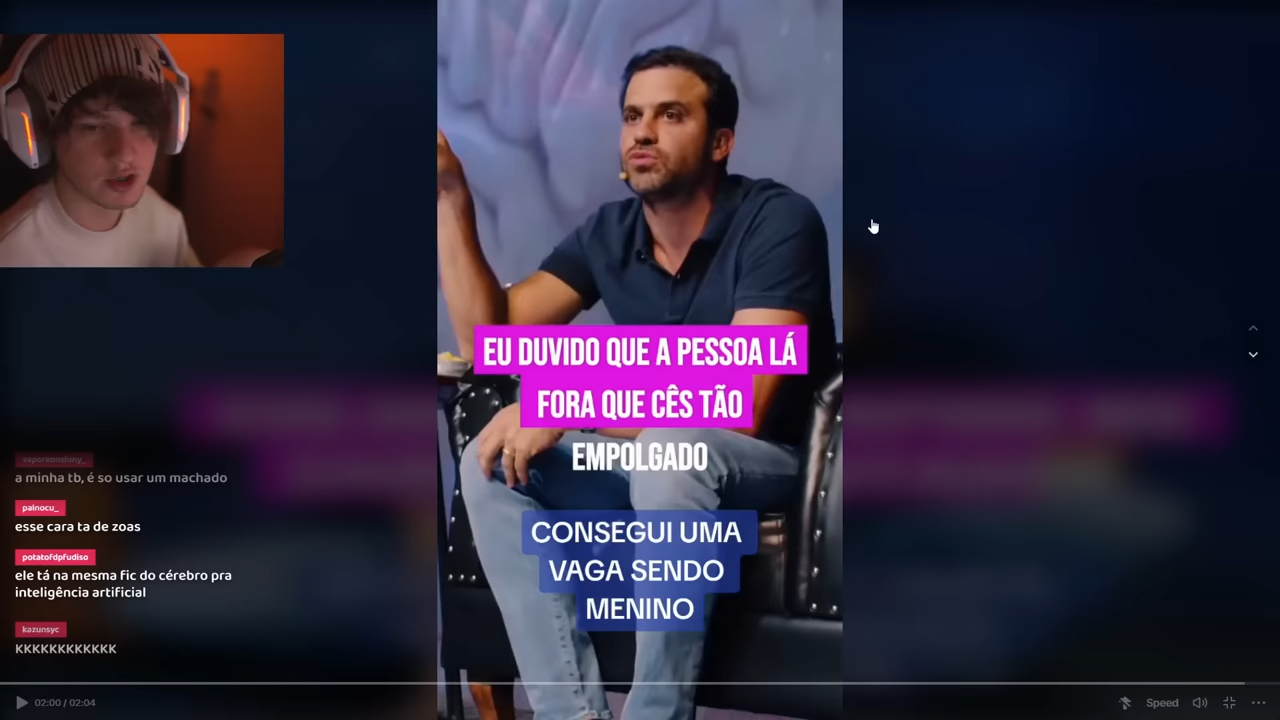 EU DUVIDO QUE A PESSOA LÁ
FORA QUE CÊS TÃO
EMPOLGADO
CONSEGUI UMA
VAGA SENDO
MENINO
a minha tb, é so usar um machado
painocu_
esse cara ta de zoas
potatofdpfudiso
ele tá na mesma fic do cérebro pra
inteligência artificial
kazunsyc
KKKKKKKKKKKK
02:00 / 02:04
Speed